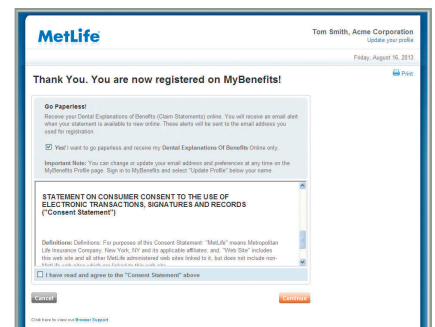 MetLife
Tom Smith, Acme Corporation
Update your profile
Friday, August 16, 2013
Print
Thank You. You are now registered on MyBenefits!
Go Paperless!
Receive your Dental Explanations of Benefits (Claim Statements) online. You will receive an email alert
when your statement is available to view online. These alerts will be sent to the email address you
used for registration.
Yes! I want to go paperless and receive my Dental Explanations Of Benefits Online only.
Important Note: You can change or update your email address and preferences at any time on the
MyBenefits Profile page. Sign in to MyBenefits and select "Update Profile" below your name
STATEMENT ON CONSUMER CONSENT TO THE USE OF
ELECTRONIC TRANSACTIONS, SIGNATURES AND RECORDS
("Consent Statement")
Definitions: Definitions: For purposes of this Consent Statement: "MetLife" means Metropolitan
Life Insurance Company, New York, NY and its applicable affiliates; and, "Web Site" includes
this web site and all other MetLife administered web sites linked to it, but does not include non-
I have read and agree to the "Consent Statement" above
Cancel
Continue
Click here to view our Browser Support